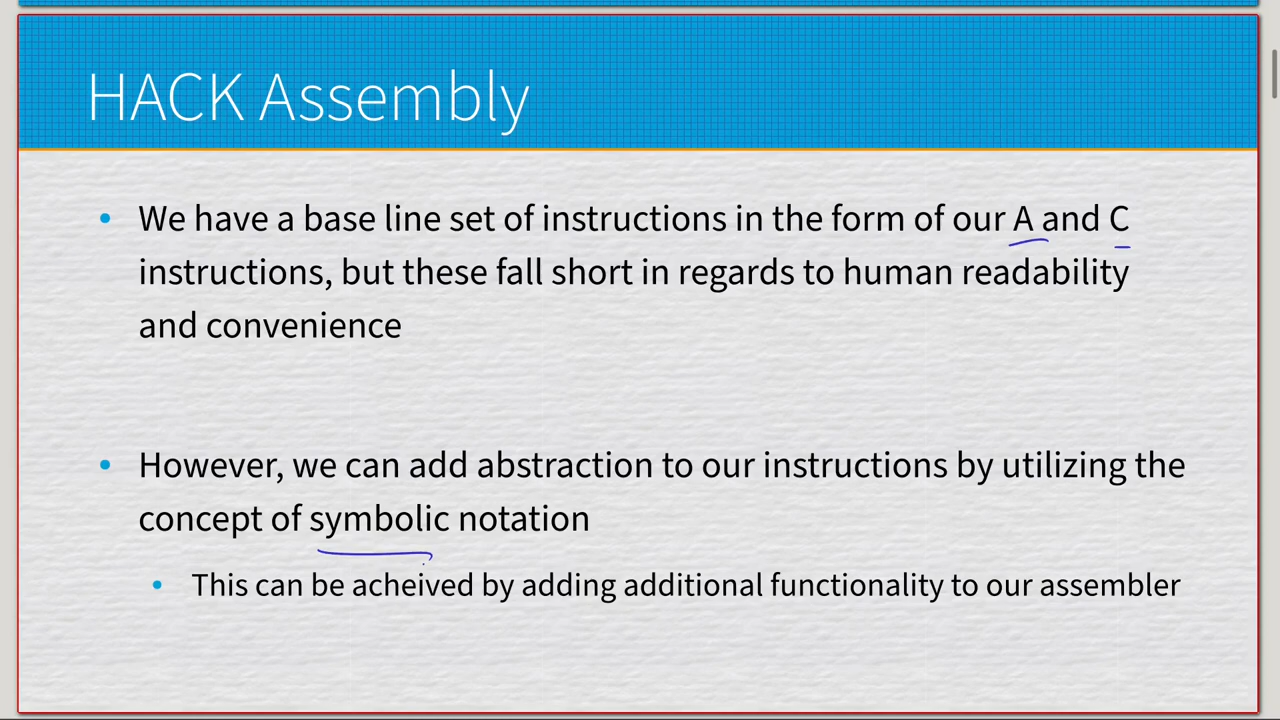 HACK Assembly
• We have a base line set of instructions in the form of our A and C
instructions, but these fall short in regards to human readability
and convenience
• However, we can add abstraction to our instructions by utilizing the
concept of symbolic notation
• This can be acheived by adding additional functionality to our assembler